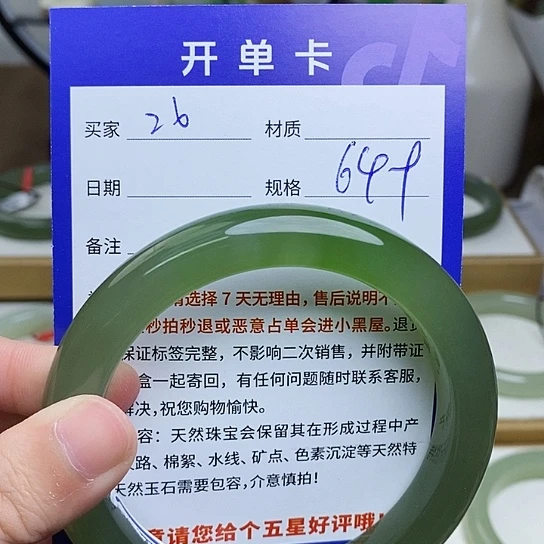 开单卡
买家 26 材质
日期 规格 64
备注
请选择7天无理由，售后说明不
秒拍秒退或恶意占单会进小黑屋。退货
保证标签完整，不影响二次销售，并附带证
盒一起寄回，有任何问题随时联系客服，
解决，祝您购物愉快。
容：天然珠宝会保留其在形成过程中产
纹路、棉絮、水线、矿点、色素沉淀等天然特
天然玉石需要包容，介意慎拍！
意请您给个五星好评哦